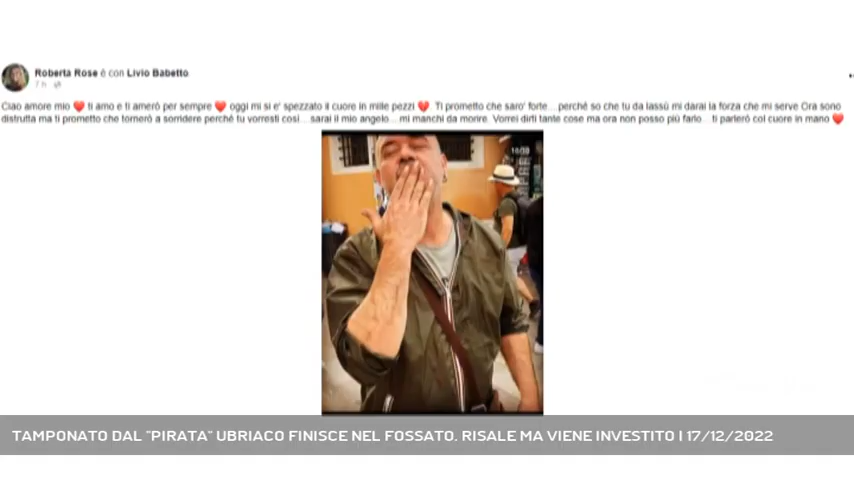 Roberta Rose è con Livio Babetto
7 h
Ciao amore mio ❤ ti amo e ti amerò per sempre ❤ oggi mi si e' spezzato il cuore in mille pezzi ❤ Ti prometto che saro' forte....perché so che tu da lassù mi darai la forza che mi serve Ora sono
distrutta ma ti prometto che tornerò a sorridere perché tu vorresti così....sarai il mio angelo....mi manchi da morire. Vorrei dirti tante cose ma ora non posso più farlo....ti parlerò col cuore in mano ❤
TAMPONATO DAL "PIRATA" UBRIACO FINISCE NEL FOSSATO. RISALE MA VIENE INVESTITO | 17/12/2022